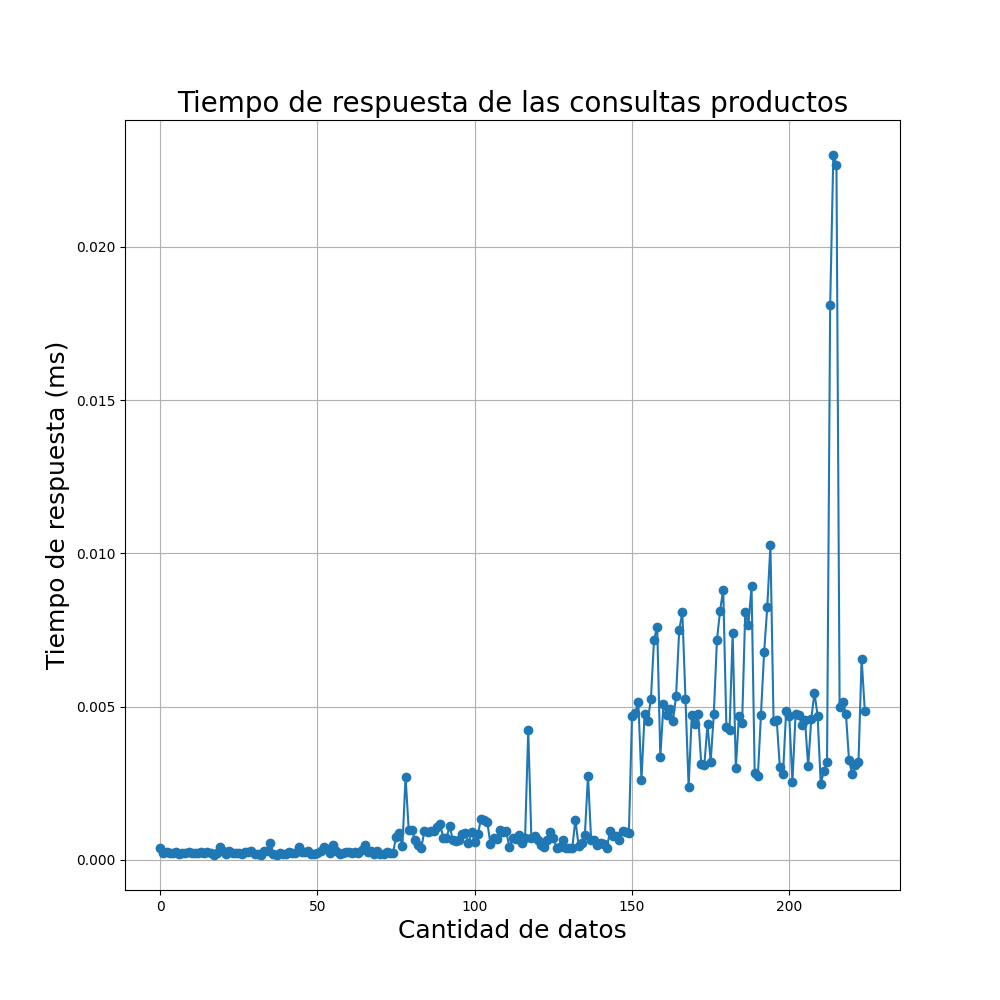 Tiempo de respuesta de las consultas productos
Tiempo de respuesta (ms)
0.020
0.015
0.010
0.005
0.000
0 50 100 150 200
Cantidad de datos